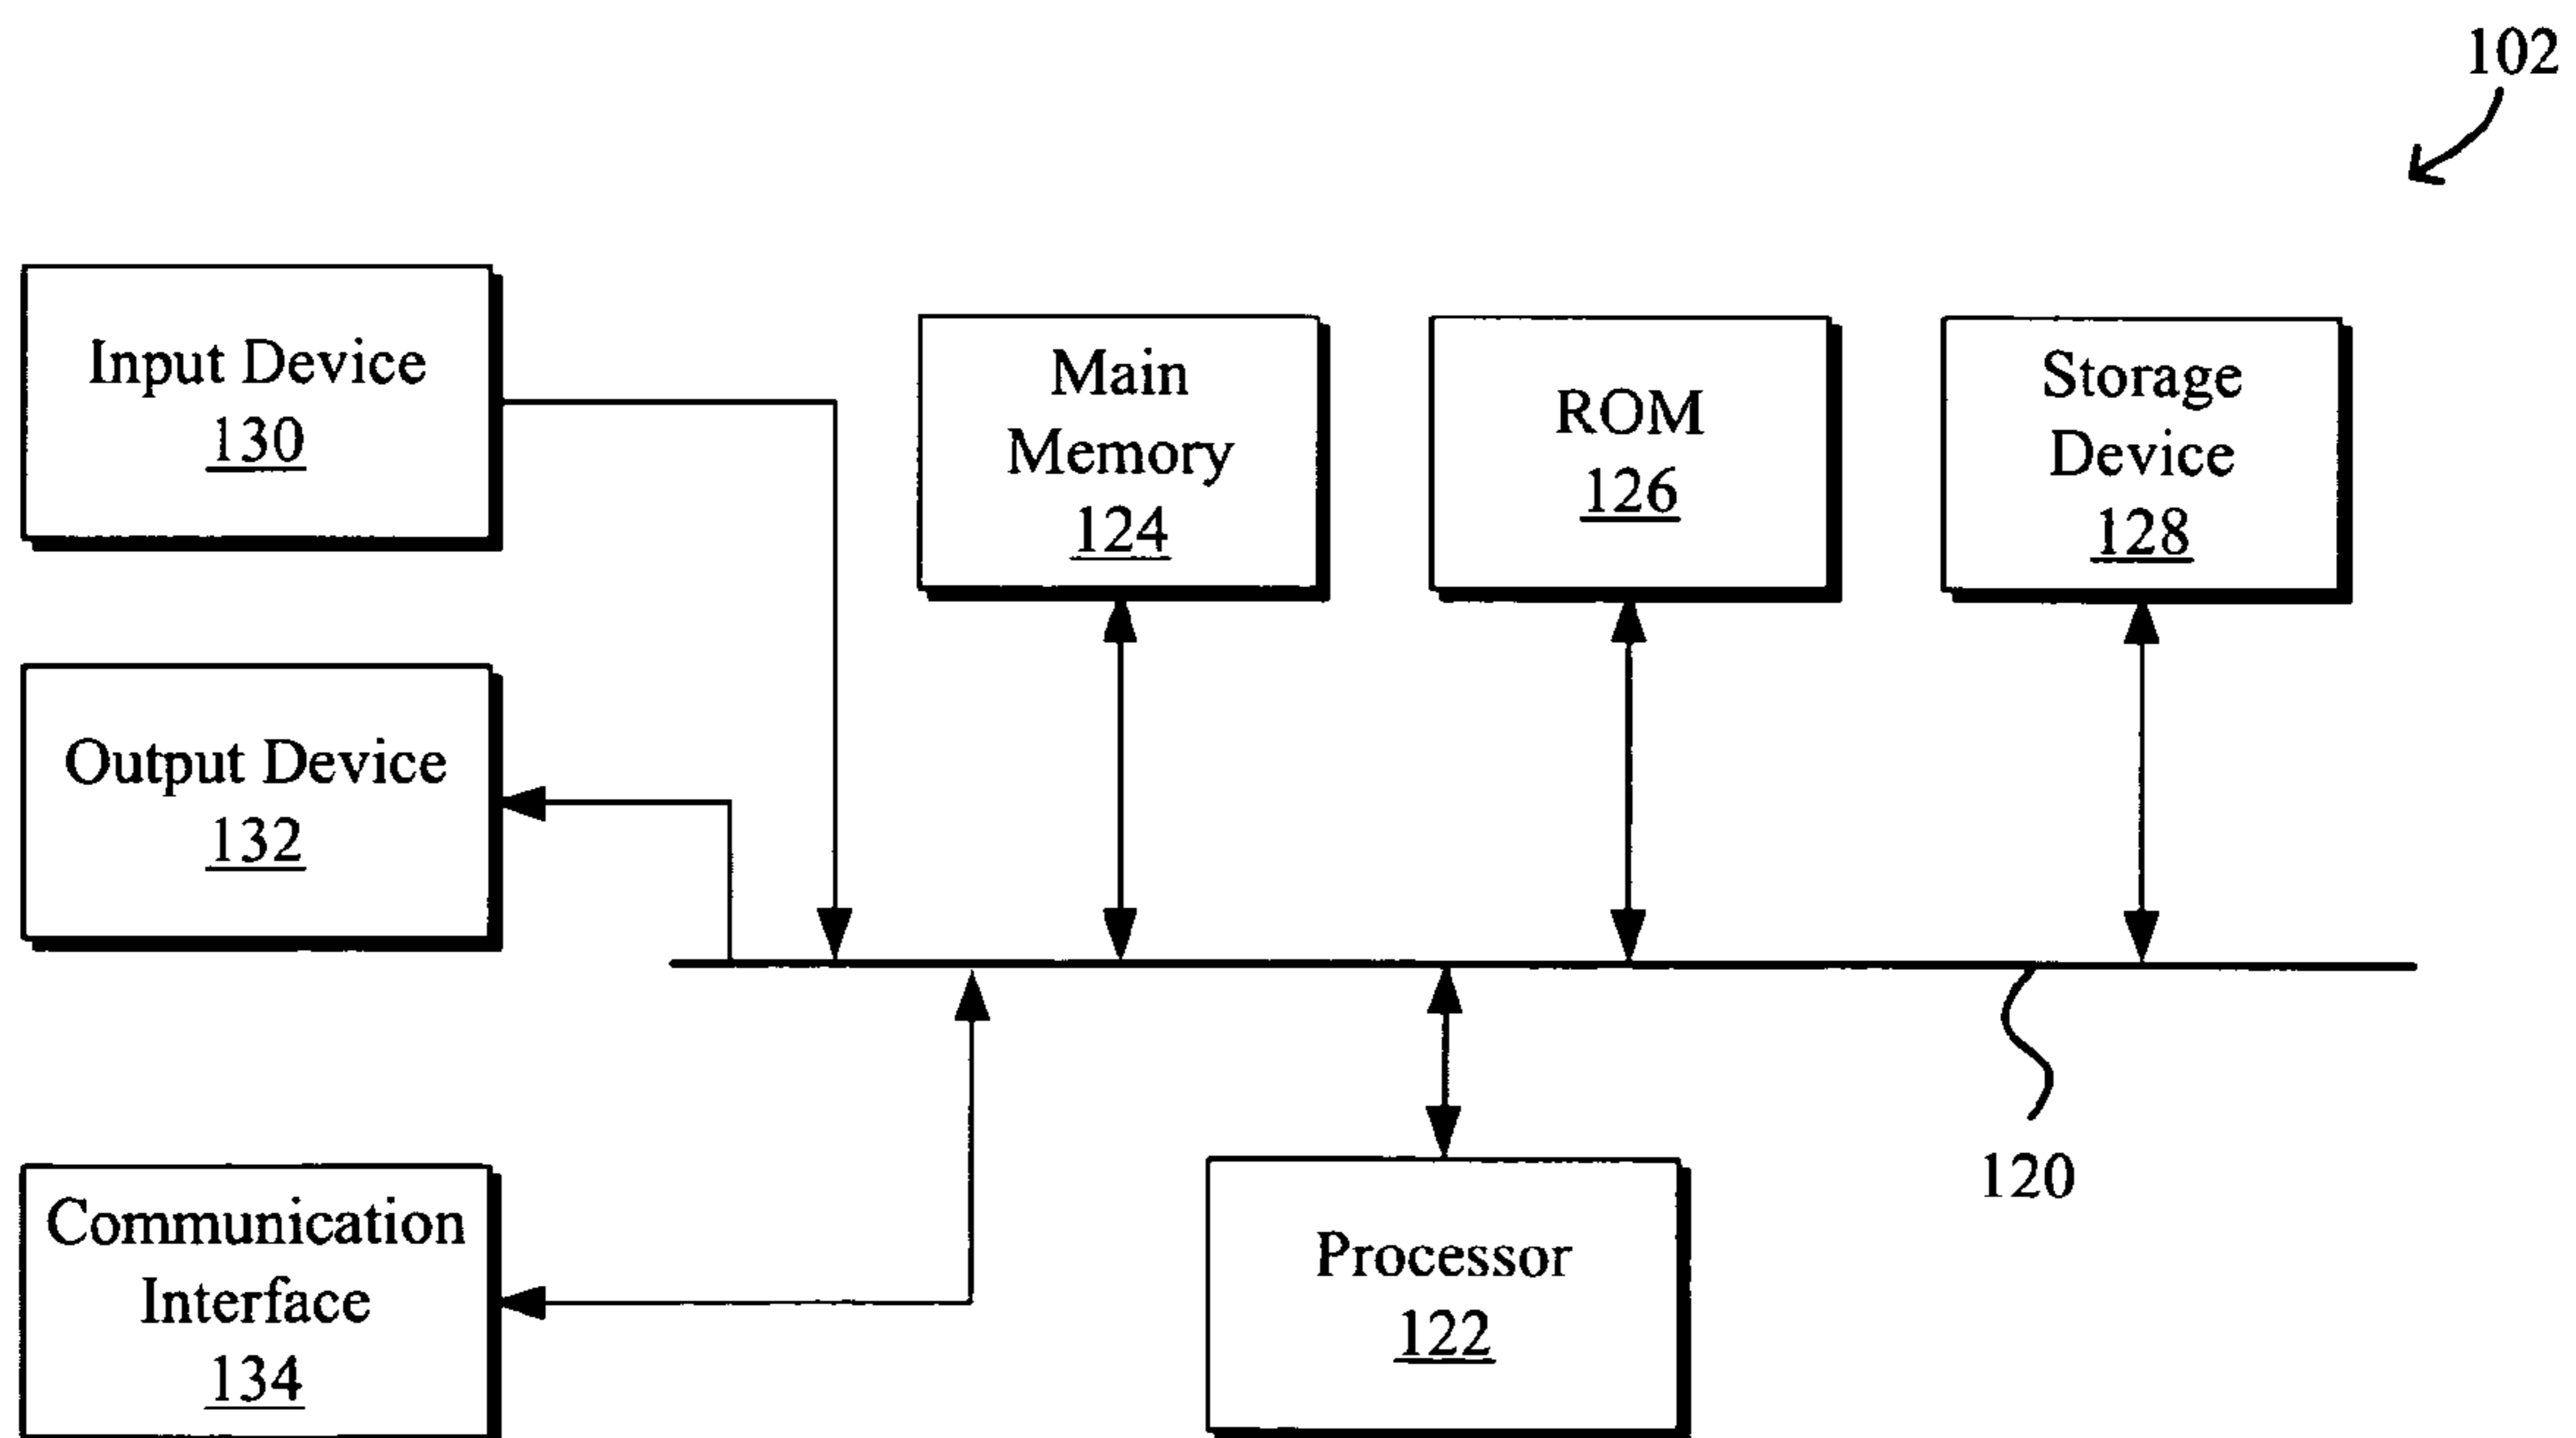 102
Input Device
130
Main
Memory
124
ROM
126
Storage
Device
128
Output Device
132
120
Communication
Interface
134
Processor
122